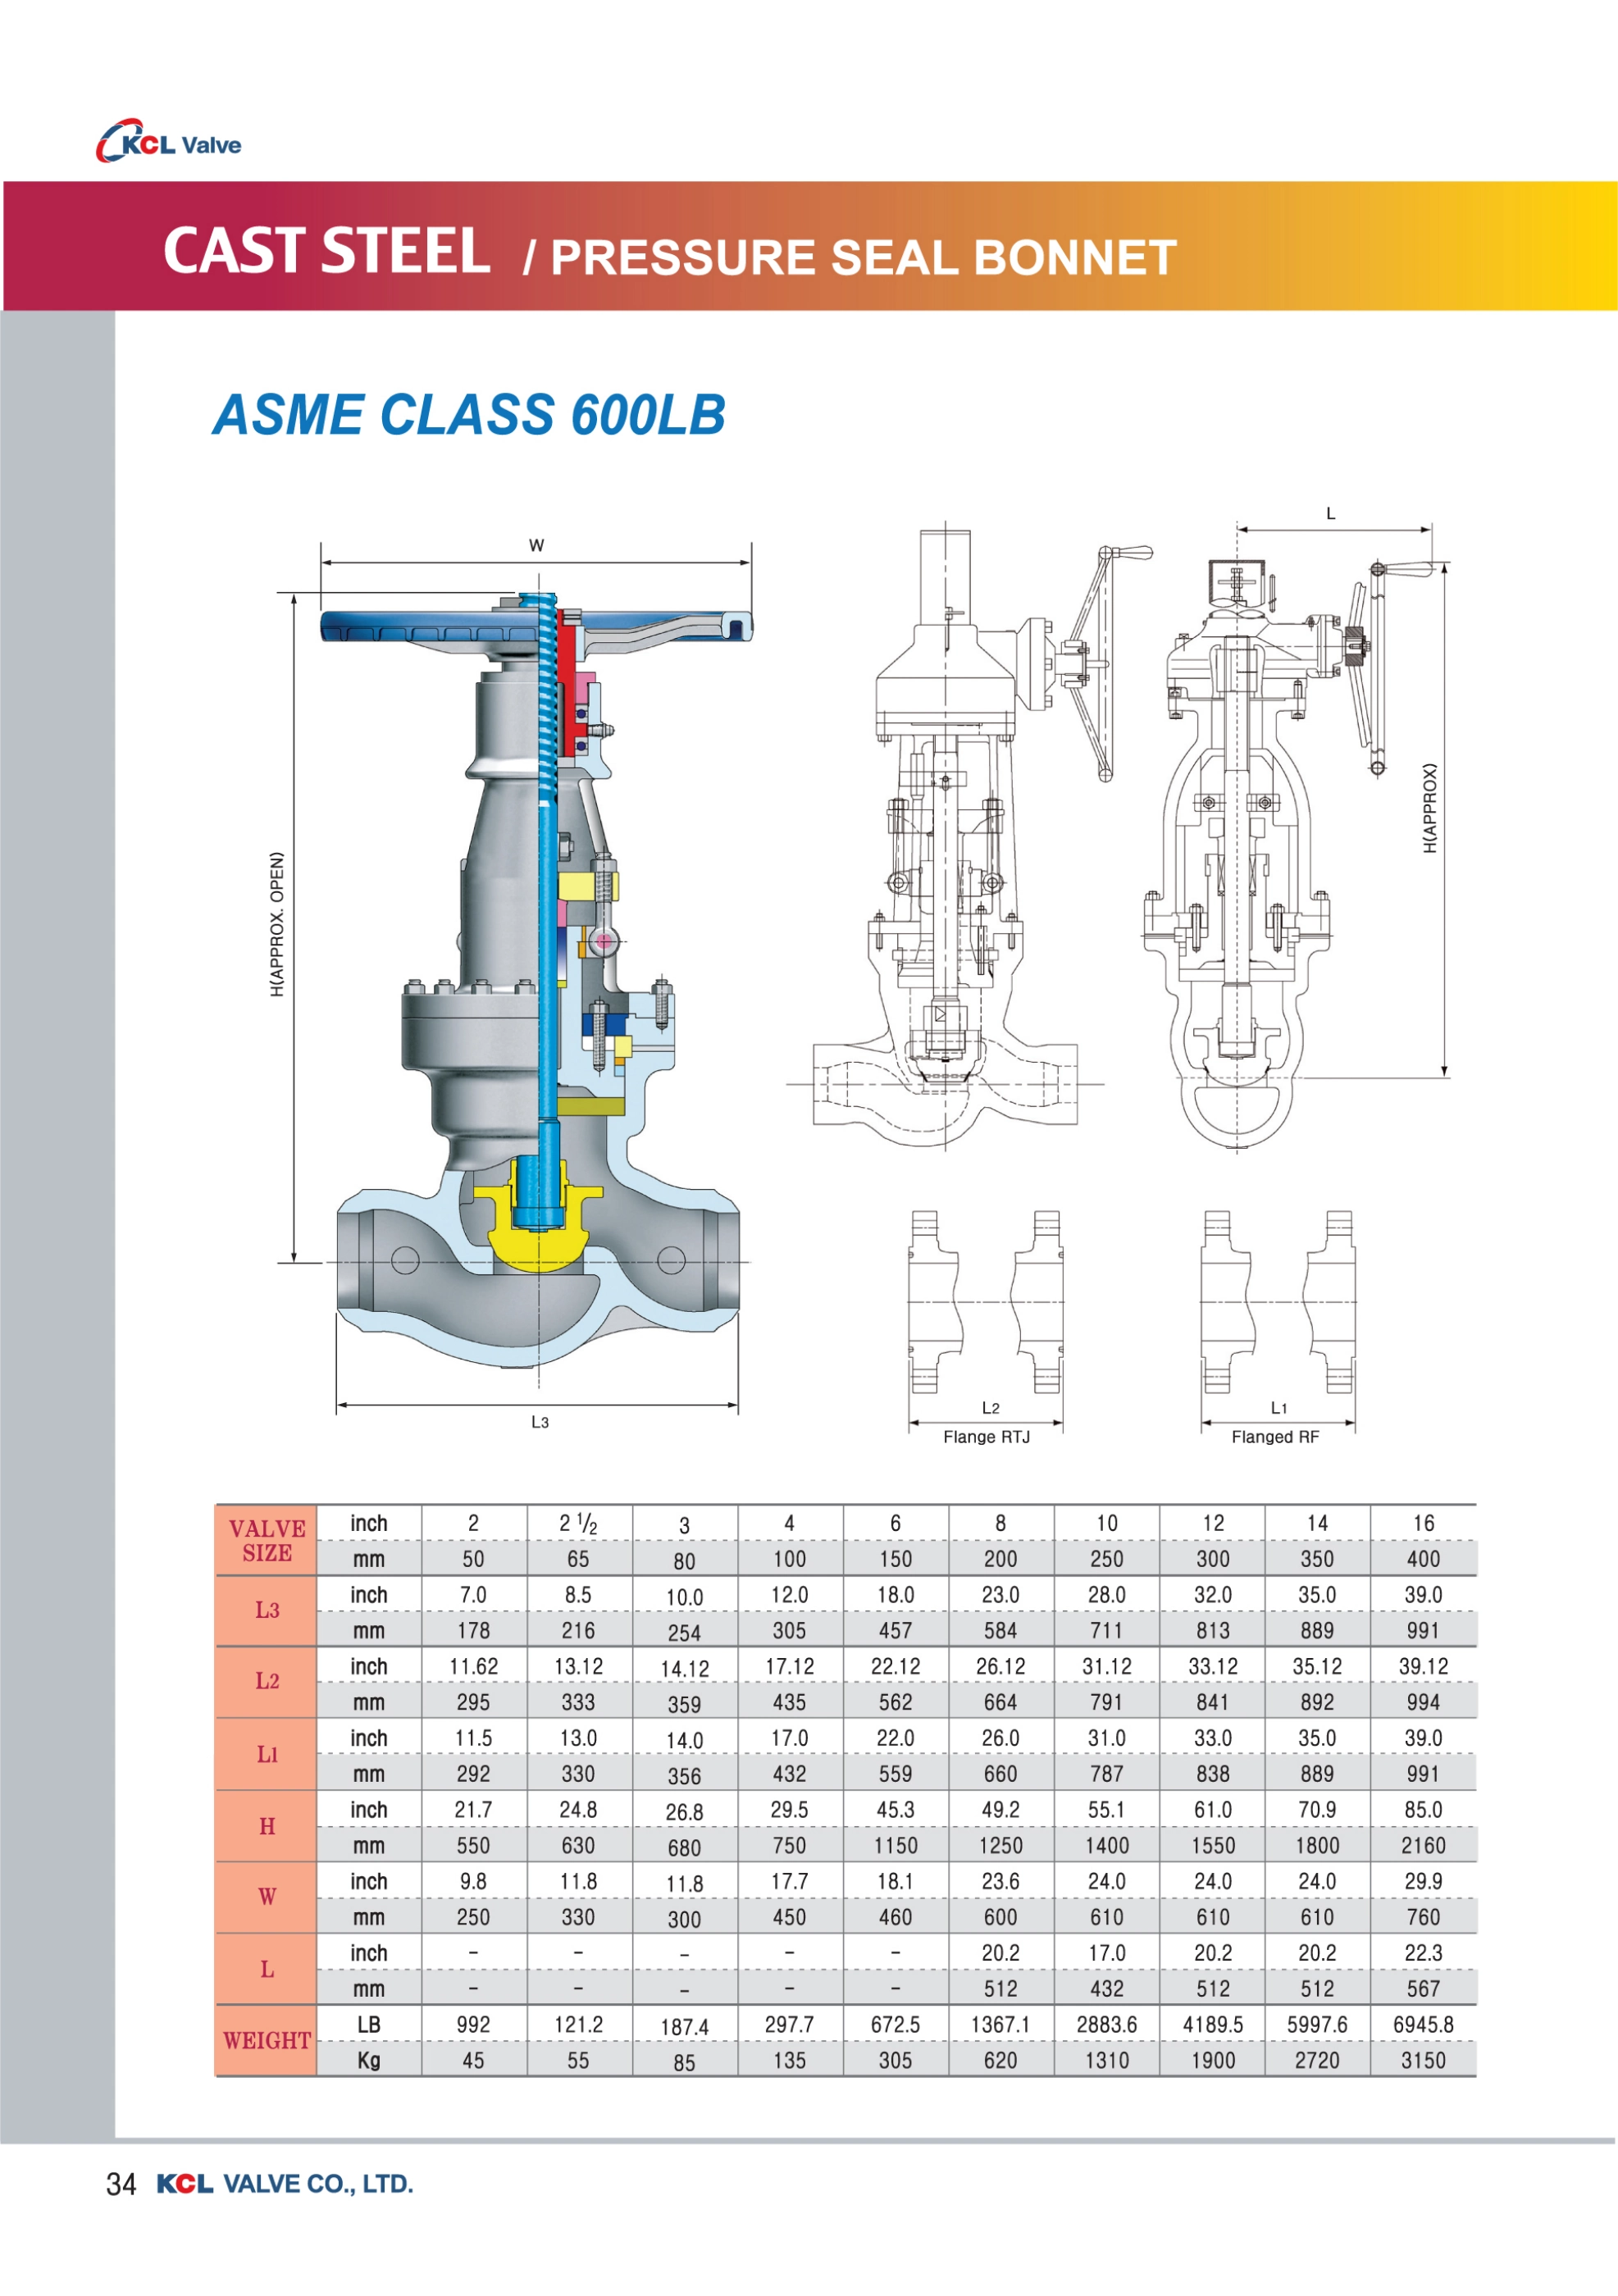 KCL Valve
CAST STEEL / PRESSURE SEAL BONNET
ASME CLASS 600LB
W
H(APPROX. OPEN)
L3
L
H(APPROX)
L2
Flange RTJ
L1
Flanged RF
VALVE SIZE inch 2 2 1/2 3 4 6 8 10 12 14 16
mm 50 65 80 100 150 200 250 300 350 400
L3 inch 7.0 8.5 10.0 12.0 18.0 23.0 28.0 32.0 35.0 39.0
mm 178 216 254 305 457 584 711 813 889 991
L2 inch 11.62 13.12 14.12 17.12 22.12 26.12 31.12 33.12 35.12 39.12
mm 295 333 359 435 562 664 791 841 892 994
L1 inch 11.5 13.0 14.0 17.0 22.0 26.0 31.0 33.0 35.0 39.0
mm 292 330 356 432 559 660 787 838 889 991
H inch 21.7 24.8 26.8 29.5 45.3 49.2 55.1 61.0 70.9 85.0
mm 550 630 680 750 1150 1250 1400 1550 1800 2160
W inch 9.8 11.8 11.8 17.7 18.1 23.6 24.0 24.0 24.0 29.9
mm 250 330 300 450 460 600 610 610 610 760
L inch - - - - - 20.2 17.0 20.2 20.2 22.3
mm - - - - - 512 432 512 512 567
WEIGHT LB 992 121.2 187.4 297.7 672.5 1367.1 2883.6 4189.5 5997.6 6945.8
Kg 45 55 85 135 305 620 1310 1900 2720 3150
34 KCL VALVE CO., LTD.